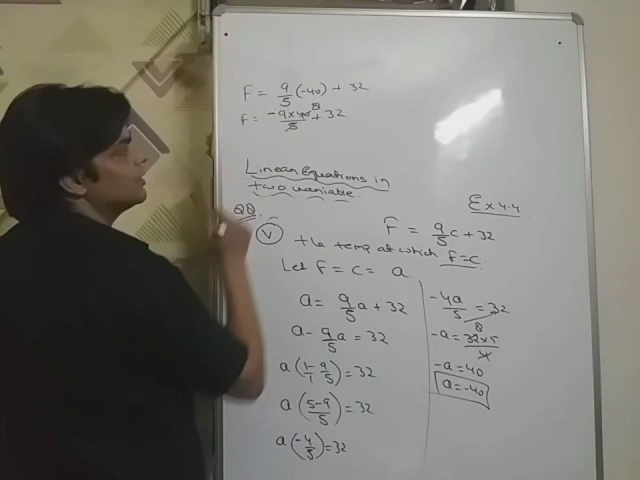 F = 9/5 (-40) + 32
F = -9×40/5 8 + 32
Linear Equations in
two variable.
Q8.
Ex 4.4
F = 9/5 C + 32
(V) the temp at which F=C.
Let F = C = a.
a = 9/5 a + 32
a - 9/5 a = 32
a (1/1 - 9/5) = 32
a (5-9/5) = 32
a (-4/5) = 32
-4a/5 = 32
-a = 32×5/4 8
-a = 40
a = -40